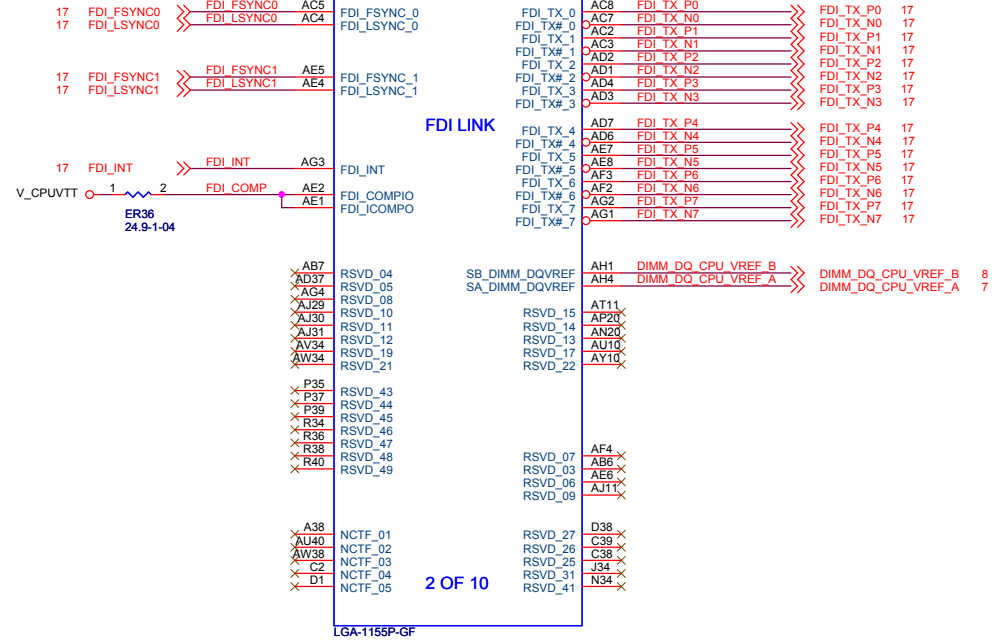 17 FDI_FSYNC0 FDI_FSYNC0 AC5 FDI_FSYNC_0 FDI_TX_0 AC8 FDI_TX_P0 FDI_TX_P0 17
17 FDI_LSYNC0 FDI_LSYNC0 AC4 FDI_LSYNC_0 FDI_TX#_0 AC7 FDI_TX_N0 FDI_TX_N0 17
FDI_TX_1 AC2 FDI_TX_P1 FDI_TX_P1 17
FDI_TX#_1 AC3 FDI_TX_N1 FDI_TX_N1 17
FDI_TX_2 AD2 FDI_TX_P2 FDI_TX_P2 17
17 FDI_FSYNC1 FDI_FSYNC1 AE5 FDI_FSYNC_1 FDI_TX#_2 AD1 FDI_TX_N2 FDI_TX_N2 17
17 FDI_LSYNC1 FDI_LSYNC1 AE4 FDI_LSYNC_1 FDI_TX_3 AD4 FDI_TX_P3 FDI_TX_P3 17
FDI_TX#_3 AD3 FDI_TX_N3 FDI_TX_N3 17
FDI LINK
FDI_TX_4 AD7 FDI_TX_P4 FDI_TX_P4 17
FDI_TX#_4 AD6 FDI_TX_N4 FDI_TX_N4 17
FDI_TX_5 AE7 FDI_TX_P5 FDI_TX_P5 17
17 FDI_INT FDI_INT AG3 FDI_INT FDI_TX#_5 AE8 FDI_TX_N5 FDI_TX_N5 17
FDI_TX_6 AF3 FDI_TX_P6 FDI_TX_P6 17
V_CPUVTT 1 2 FDI_COMP AE2 FDI_COMPIO FDI_TX#_6 AF2 FDI_TX_N6 FDI_TX_N6 17
AE1 FDI_ICOMPO FDI_TX_7 AG2 FDI_TX_P7 FDI_TX_P7 17
ER36 FDI_TX#_7 AG1 FDI_TX_N7 FDI_TX_N7 17
24.9-1-04
AB7 RSVD_04 SB_DIMM_DQVREF AH1 DIMM_DQ_CPU_VREF_B DIMM_DQ_CPU_VREF_B 8
AD37 RSVD_05 SA_DIMM_DQVREF AH4 DIMM_DQ_CPU_VREF_A DIMM_DQ_CPU_VREF_A 7
AG4 RSVD_08
AJ29 RSVD_10 RSVD_15 AT11
AJ30 RSVD_11 RSVD_14 AP20
AJ31 RSVD_12 RSVD_13 AN20
AV34 RSVD_19 RSVD_17 AU10
AW34 RSVD_21 RSVD_22 AY10
P35 RSVD_43
P37 RSVD_44
P39 RSVD_45
R34 RSVD_46
R36 RSVD_47
R38 RSVD_48 RSVD_07 AF4
R40 RSVD_49 RSVD_03 AB6
RSVD_06 AE6
RSVD_09 AJ11
A38 NCTF_01 RSVD_27 D38
AU40 NCTF_02 RSVD_26 C39
AW38 NCTF_03 RSVD_25 C38
C2 NCTF_04 RSVD_31 J34
D1 NCTF_05 RSVD_41 N34
2 OF 10
LGA-1155P-GF